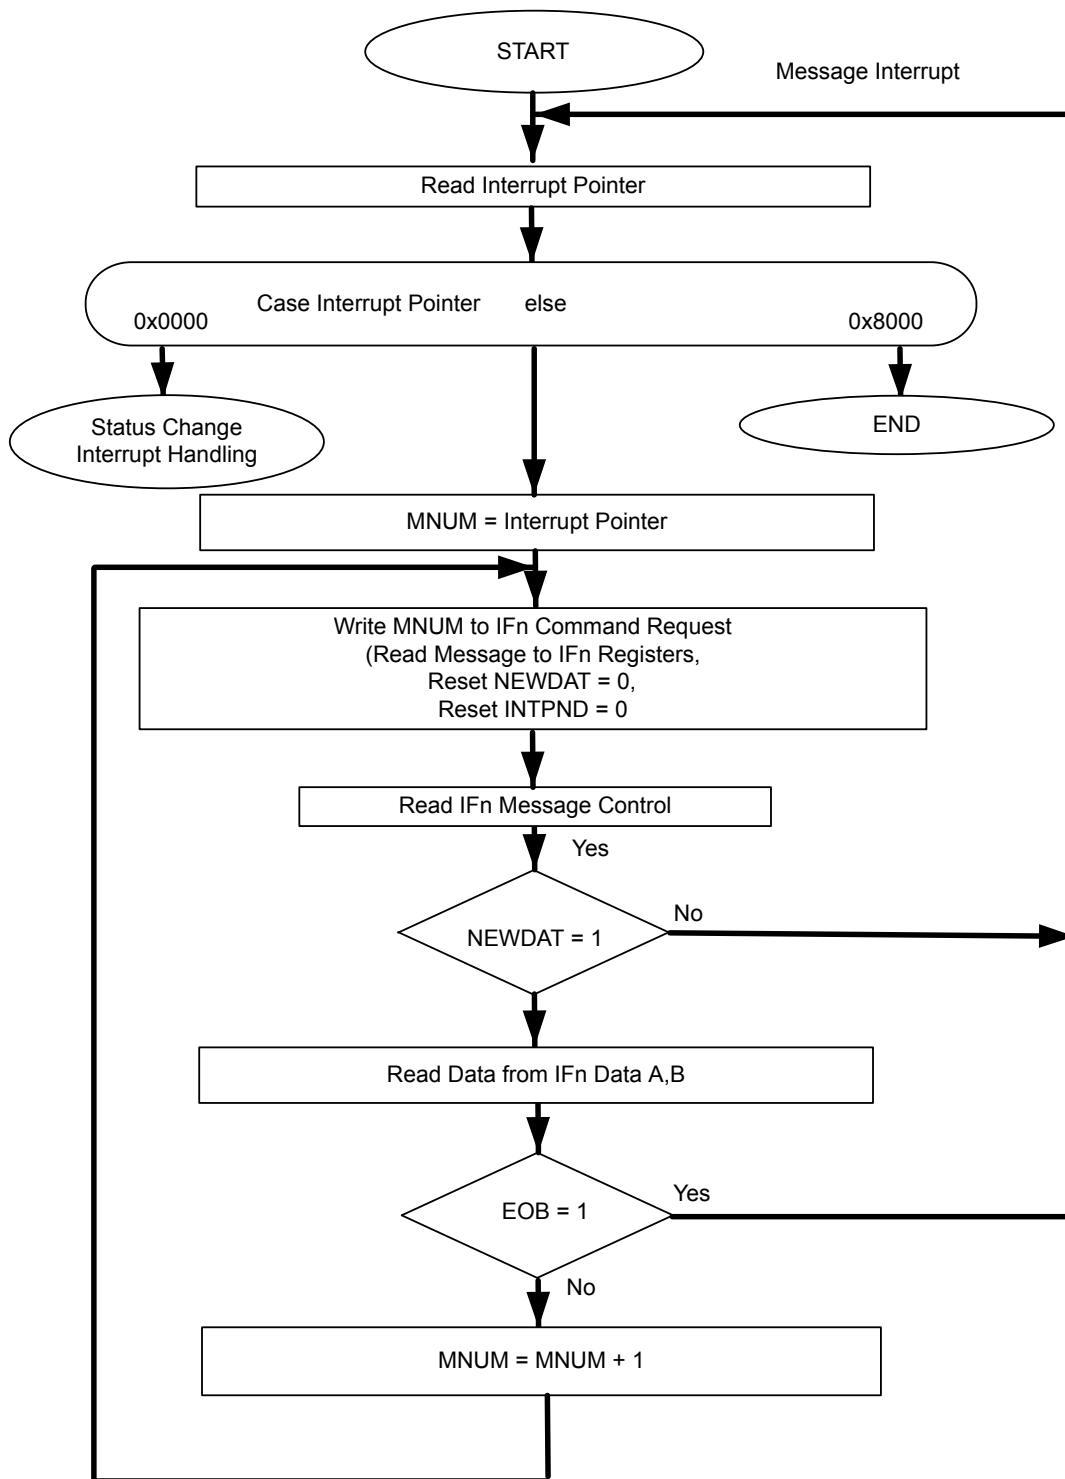 START
Message Interrupt
Read Interrupt Pointer
Case Interrupt Pointer else
0x0000 0x8000
Status Change
Interrupt Handling
END
MNUM = Interrupt Pointer
Write MNUM to IFn Command Request
(Read Message to IFn Registers,
Reset NEWDAT = 0,
Reset INTPND = 0
Read IFn Message Control
Yes
NEWDAT = 1
No
Read Data from IFn Data A,B
EOB = 1
Yes
No
MNUM = MNUM + 1